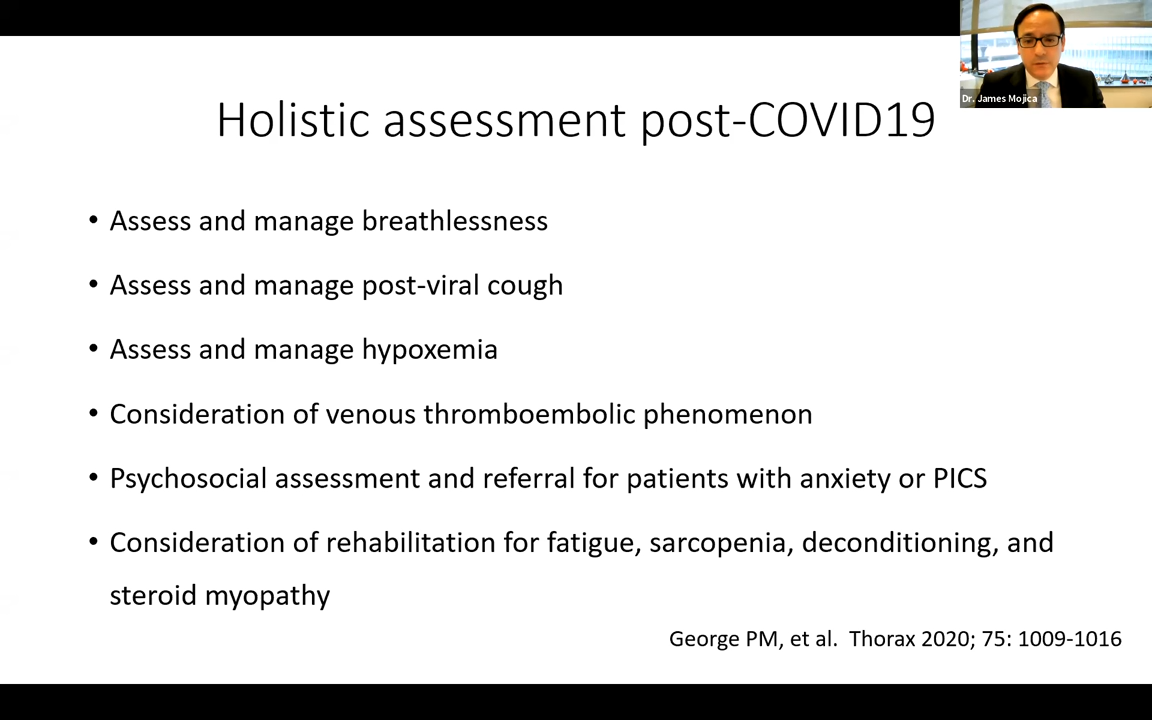 Dr. James Mojica
Holistic assessment post-COVID19
• Assess and manage breathlessness
• Assess and manage post-viral cough
• Assess and manage hypoxemia
• Consideration of venous thromboembolic phenomenon
• Psychosocial assessment and referral for patients with anxiety or PICS
• Consideration of rehabilitation for fatigue, sarcopenia, deconditioning, and
steroid myopathy
George PM, et al. Thorax 2020; 75: 1009-1016